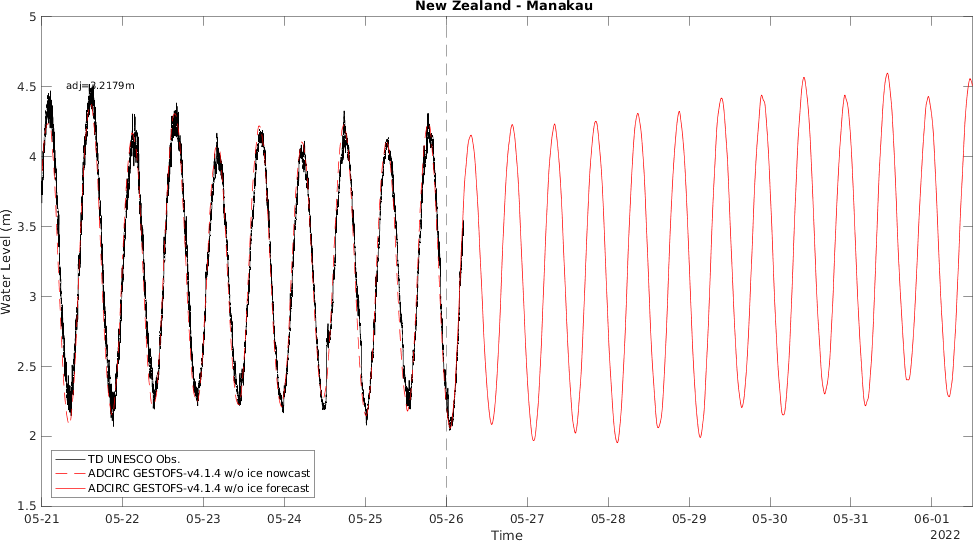 New Zealand - Manakau
5
adj=3.2179m
4.5
4
3.5
3
2.5
2
1.5
Water Level (m)
TD UNESCO Obs.
ADCIRC GESTOFS-v4.1.4 w/o ice nowcast
ADCIRC GESTOFS-v4.1.4 w/o ice forecast
05-21 05-22 05-23 05-24 05-25 05-26 05-27 05-28 05-29 05-30 05-31 06-01
Time
2022